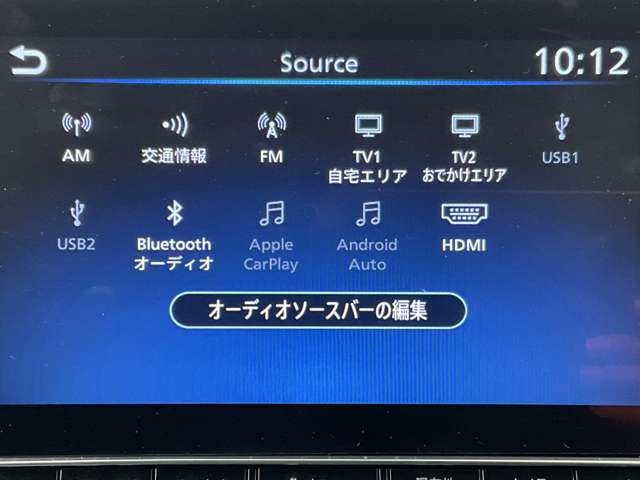 Source
10:12
AM
交通情報
FM
TV1
自宅エリア
TV2
おでかけエリア
USB1
USB2
Bluetooth
オーディオ
Apple
CarPlay
Android
Auto
HDMI
オーディオソースバーの編集